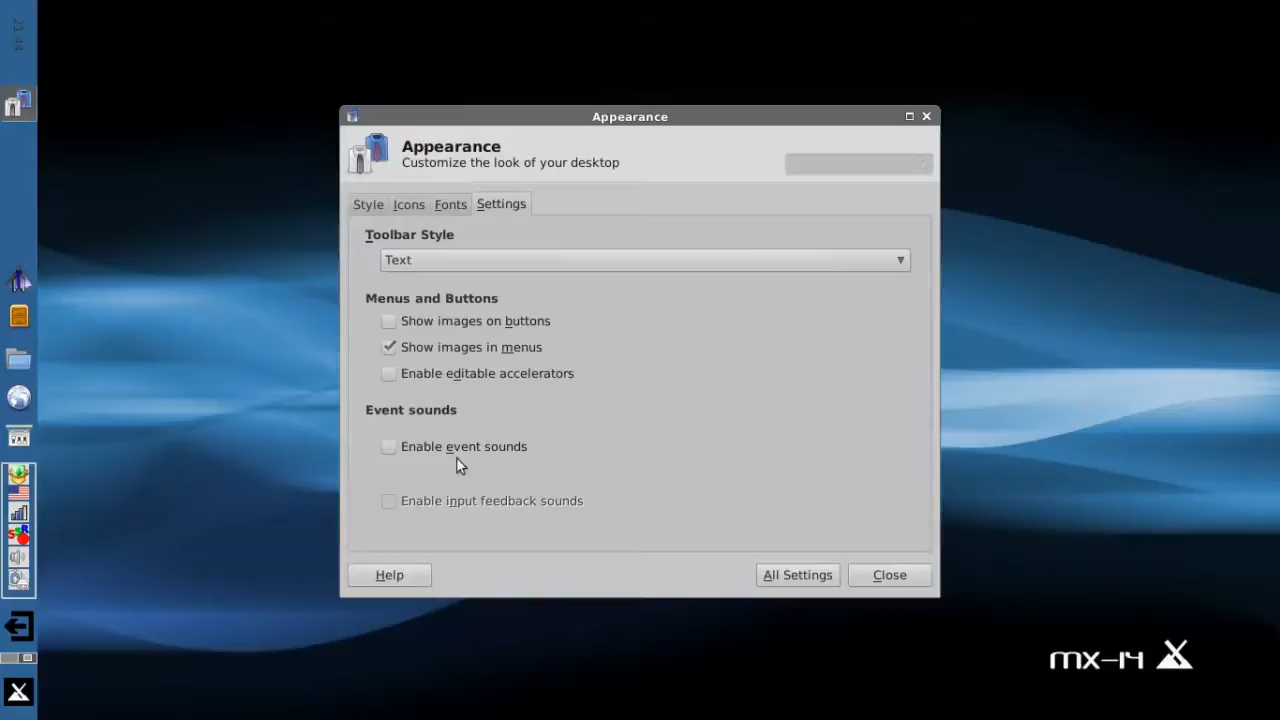 Appearance
Appearance
Customize the look of your desktop
Style Icons Fonts Settings
Toolbar Style
Text
Menus and Buttons
Show images on buttons
Show images in menus
Enable editable accelerators
Event sounds
Enable event sounds
Enable input feedback sounds
Help All Settings Close
mx-14